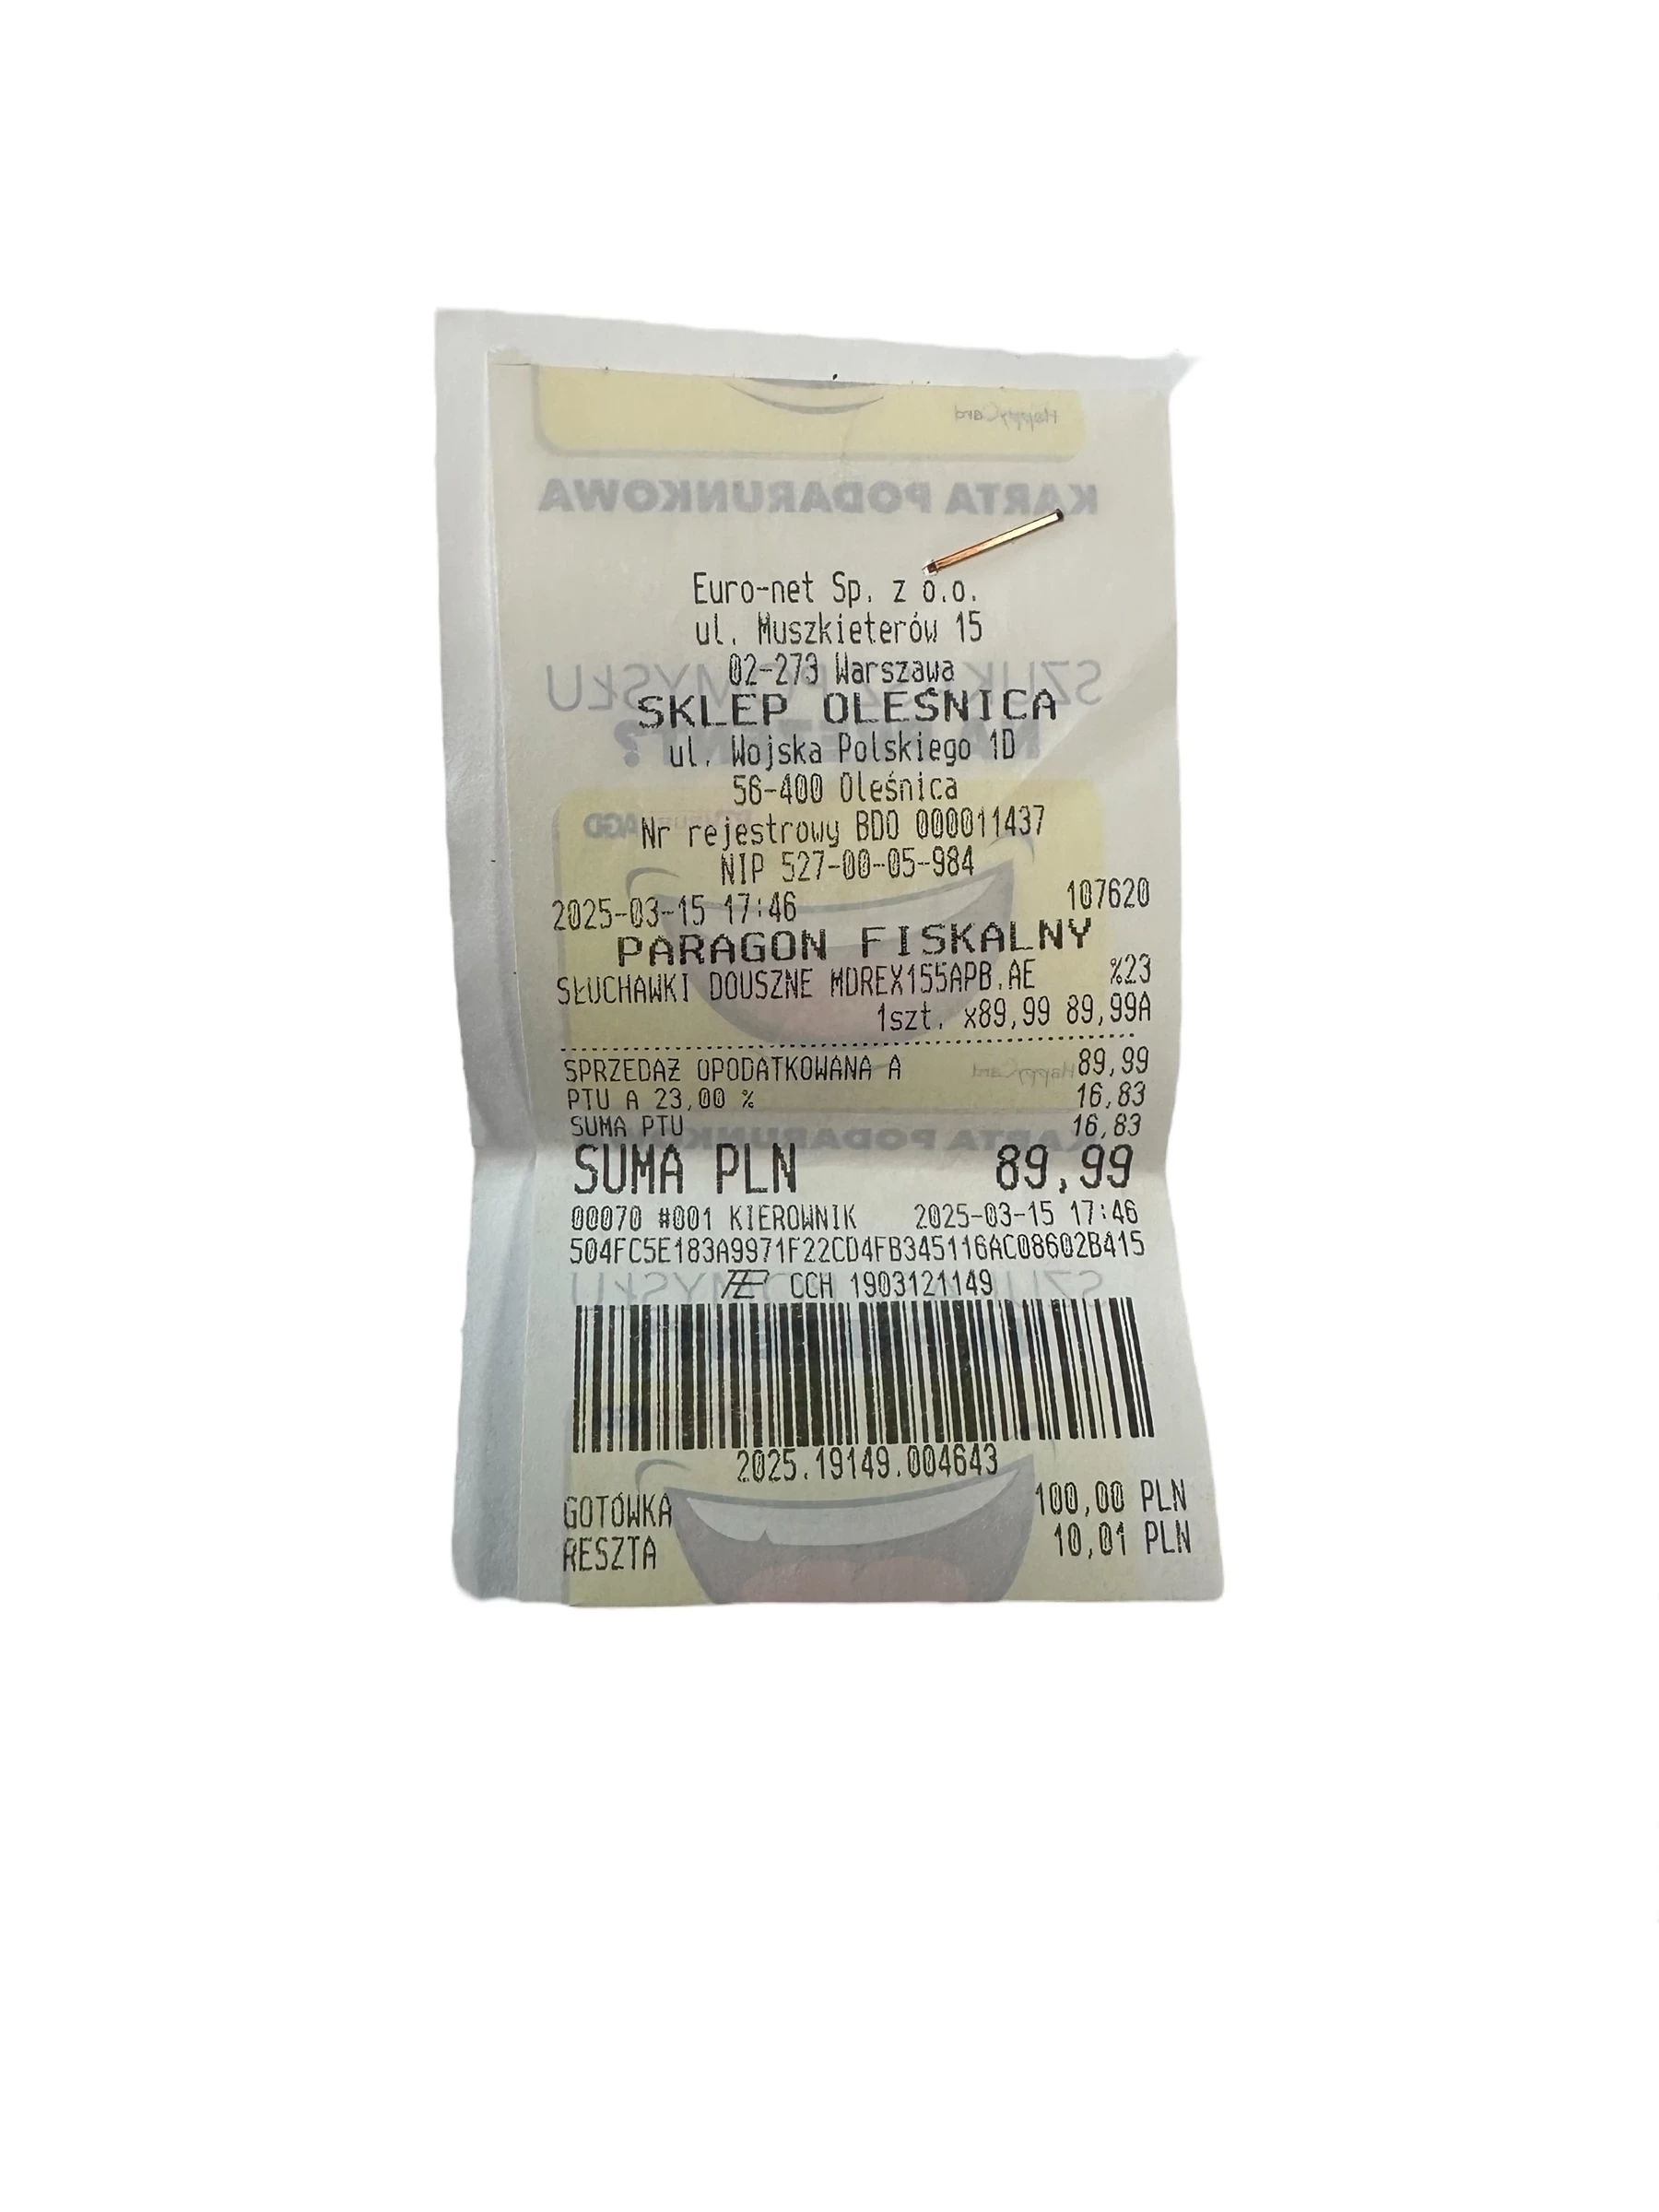 HappyCard
KARTA PODARUNKOWA
Euro-net Sp. z o.o.
ul. Muszkieterów 15
02-273 Warszawa
SKLEP OLEŚNICA
ul. Wojska Polskiego 1D
56-400 Oleśnica
Nr rejestrowy BDO 000011437
NIP 527-00-05-984
2025-03-15 17:46 107620
PARAGON FISKALNY
SŁUCHAWKI DOUSZNE MDREX155APB.AE %23
1szt. x89,99 89,99A
SPRZEDAŻ OPODATKOWANA A 89,99
PTU A 23,00 % 16,83
SUMA PTU 16,83
SUMA PLN 89,99
00070 #001 KIEROWNIK 2025-03-15 17:46
504FC5E183A9971F22CD4FB345116AC08602B415
CCH 1903121149
2025.19149.004643
GOTÓWKA 100,00 PLN
RESZTA 10,01 PLN